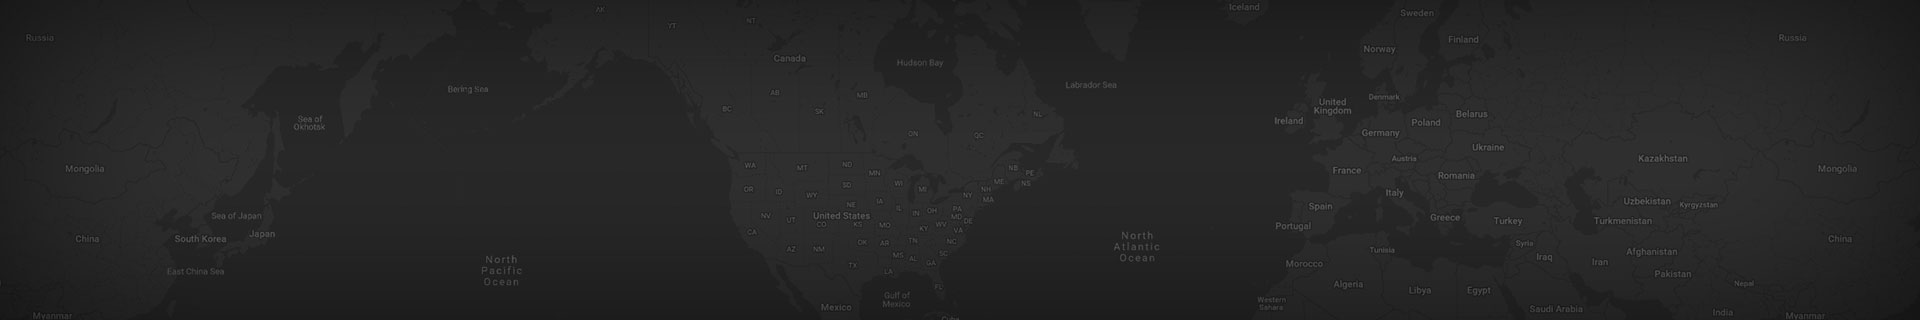 AK
Iceland
Sweden
YT
NT
Russia
Finland
Russia
Norway
Canada
Hudson Bay
Labrador Sea
Bering Sea
AB
MB
Denmark
BC
SK
United
Kingdom
NL
Belarus
Sea of
Okhotsk
Ireland
Poland
ON
QC
Germany
Ukraine
Austria
Kazakhstan
WA
MT
ND
Mongolia
NB
PE
France
Mongolia
MN
Romania
OR
ID
SD
WI
MI
ME
NS
NH
Italy
WY
NY
MA
NE
IA
IL
IN
OH
PA
Spain
Uzbekistan
Kyrgyzstan
Sea of Japan
NV
UT
United States
MD
DE
Greece
Turkey
Turkmenistan
CO
KS
MO
KY
WV
VA
Portugal
China
South Korea
Japan
CA
North
Atlantic
Ocean
China
AZ
NM
OK
AR
TN
NC
SC
Tunisia
Syria
Iraq
Afghanistan
MS
AL
GA
North
Pacific
Ocean
TX
LA
Morocco
Iran
East China Sea
Pakistan
FL
Algeria
Libya
Egypt
Nepal
Gulf of
Mexico
Western
Sahara
Mexico
Saudi Arabia
India
Myanmar
Cuba
Myanmar